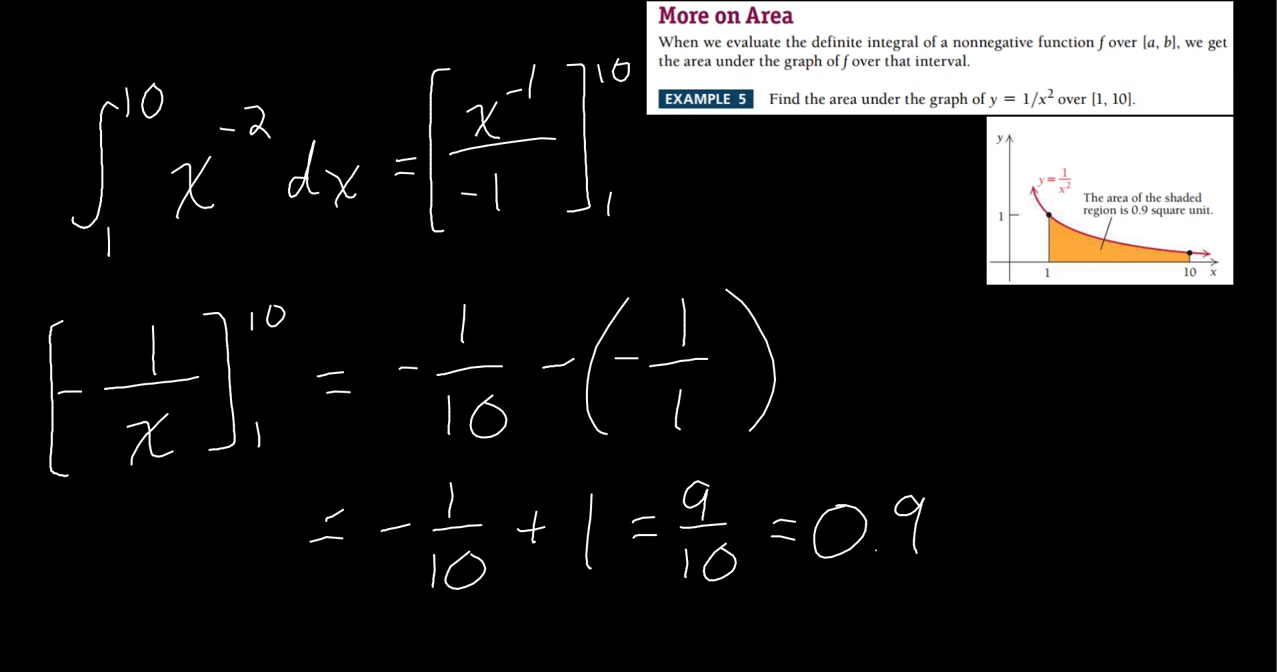 More on Area
When we evaluate the definite integral of a nonnegative function f over [a, b], we get
the area under the graph of f over that interval.
EXAMPLE 5 Find the area under the graph of y = 1/x² over [1, 10].
∫₁¹⁰ x⁻² dx = [x⁻¹/-1]₁¹⁰
y
y = 1/x²
The area of the shaded
region is 0.9 square unit.
1
1 10 x
[-1/x]₁¹⁰ = -1/10 - (-1/1)
= -1/10 + 1 = 9/10 = 0.9